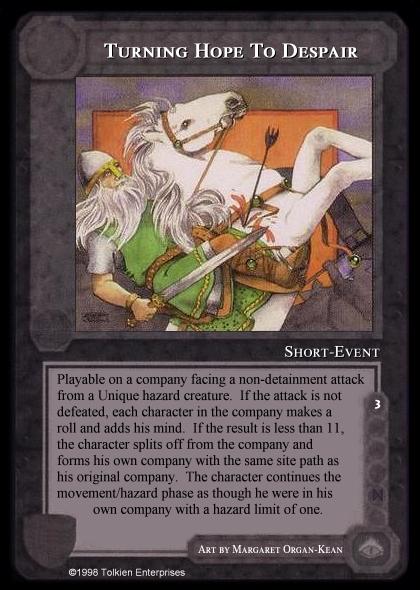 Turning Hope To Despair
Short-Event
Playable on a company facing a non-detainment attack
from a Unique hazard creature. If the attack is not
defeated, each character in the company makes a
roll and adds his mind. If the result is less than 11,
the character splits off from the company and
forms his own company with the same site path as
his original company. The character continues the
movement/hazard phase as though he were in his
own company with a hazard limit of one.
3
Art by Margaret Organ-Kean
©1998 Tolkien Enterprises